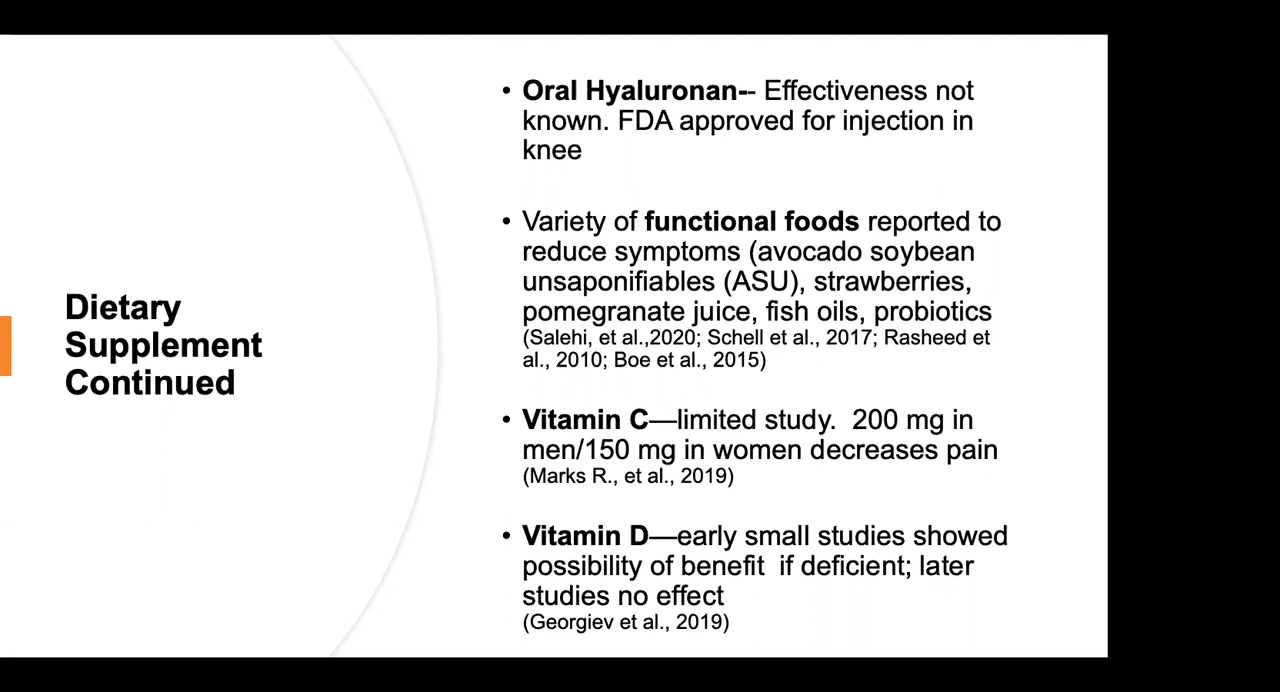 Dietary
Supplement
Continued
• Oral Hyaluronan-- Effectiveness not
known. FDA approved for injection in
knee
• Variety of functional foods reported to
reduce symptoms (avocado soybean
unsaponifiables (ASU), strawberries,
pomegranate juice, fish oils, probiotics
(Salehi, et al.,2020; Schell et al., 2017; Rasheed et
al., 2010; Boe et al., 2015)
• Vitamin C—limited study.  200 mg in
men/150 mg in women decreases pain
(Marks R., et al., 2019)
• Vitamin D—early small studies showed
possibility of benefit  if deficient; later
studies no effect
(Georgiev et al., 2019)